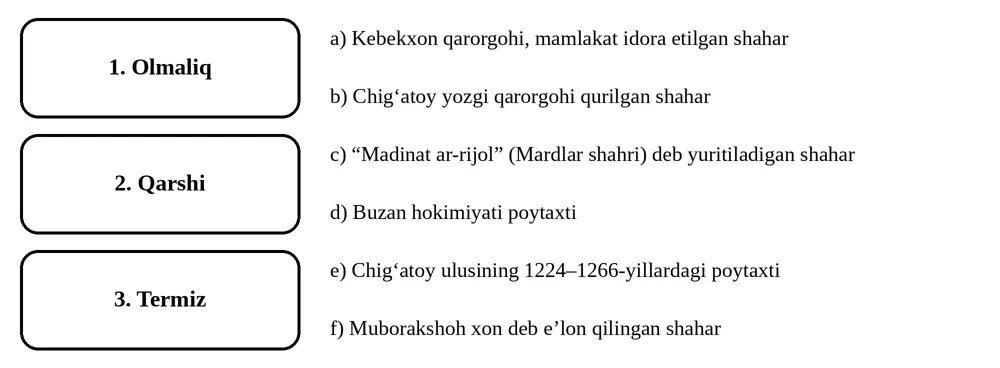 1. Olmaliq
2. Qarshi
3. Termiz
a) Kebekxon qarorgohi, mamlakat idora etilgan shahar
b) Chig‘atoy yozgi qarorgohi qurilgan shahar
c) “Madinat ar-rijol” (Mardlar shahri) deb yuritiladigan shahar
d) Buzan hokimiyati poytaxti
e) Chig‘atoy ulusining 1224–1266-yillardagi poytaxti
f) Muborakshoh xon deb e’lon qilingan shahar